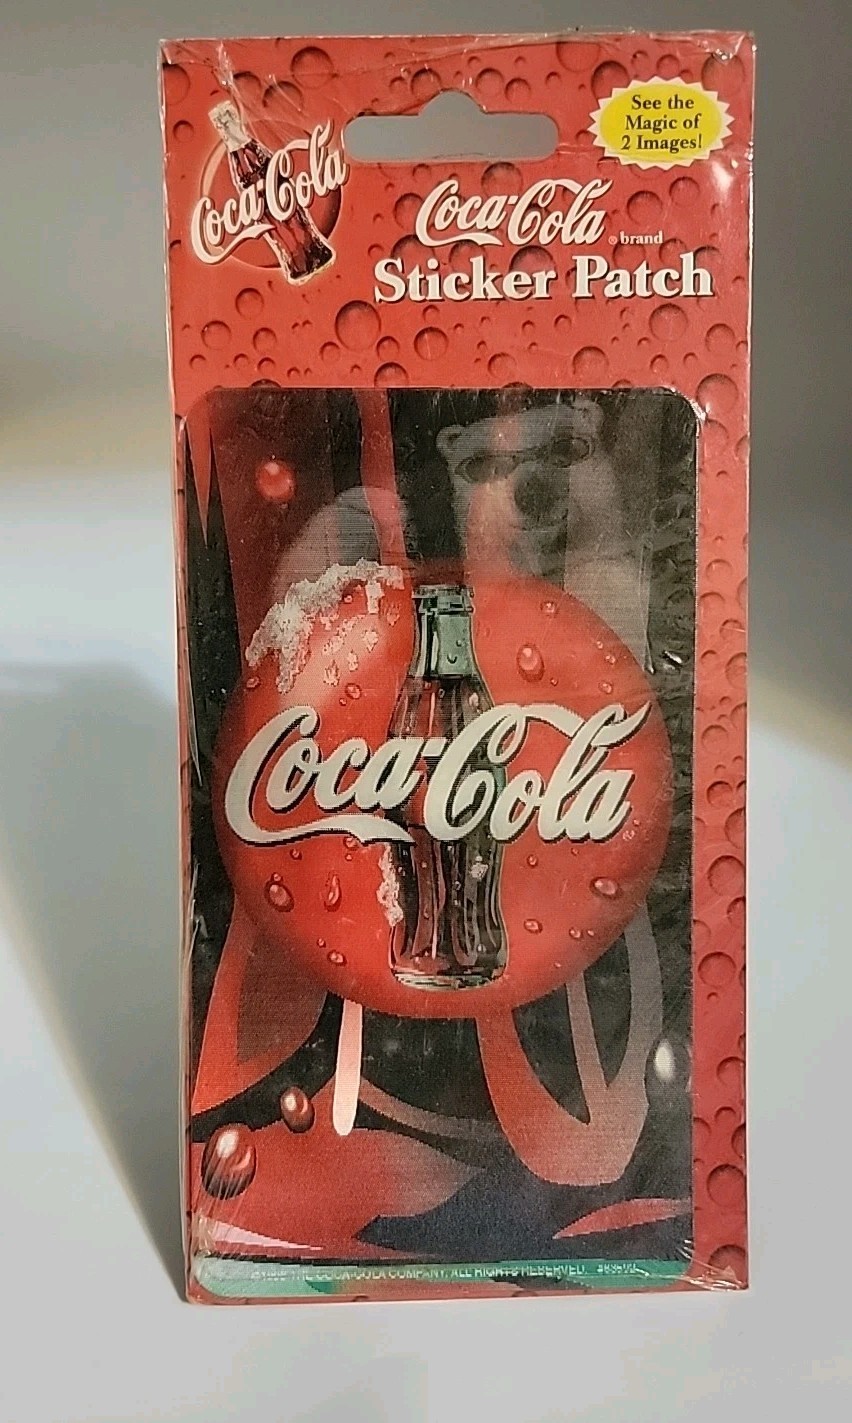 See the
Magic of
2 Images!
Coca-Cola
Coca-Cola ® brand
Sticker Patch
Coca-Cola
THE COCA-COLA COMPANY. ALL RIGHTS RESERVED.